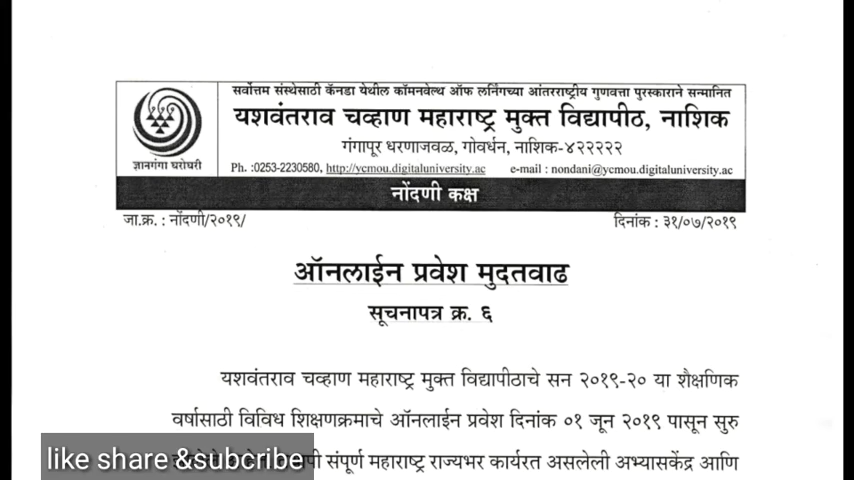 सर्वोत्तम संस्थेसाठी कॅनडा येथील कॉमनवेल्थ ऑफ लर्निंगच्या आंतरराष्ट्रीय गुणवत्ता पुरस्काराने सन्मानित
यशवंतराव चव्हाण महाराष्ट्र मुक्त विद्यापीठ, नाशिक
गंगापूर धरणाजवळ, गोवर्धन, नाशिक-४२२२२२
ज्ञानगंगा घरोघरी
Ph. :0253-2230580, http://ycmou.digitaluniversity.ac e-mail : nondani@ycmou.digitaluniversity.ac
नोंदणी कक्ष
जा.क्र. : नोंदणी/२०१९/ दिनांक : ३१/०७/२०१९
ऑनलाईन प्रवेश मुदतवाढ
सूचनापत्र क्र. ६
यशवंतराव चव्हाण महाराष्ट्र मुक्त विद्यापीठाचे सन २०१९-२० या शैक्षणिक
वर्षासाठी विविध शिक्षणक्रमाचे ऑनलाईन प्रवेश दिनांक ०१ जून २०१९ पासून सुरु
संपूर्ण महाराष्ट्र राज्यभर कार्यरत असलेली अभ्यासकेंद्र आणि
like share &subcribe